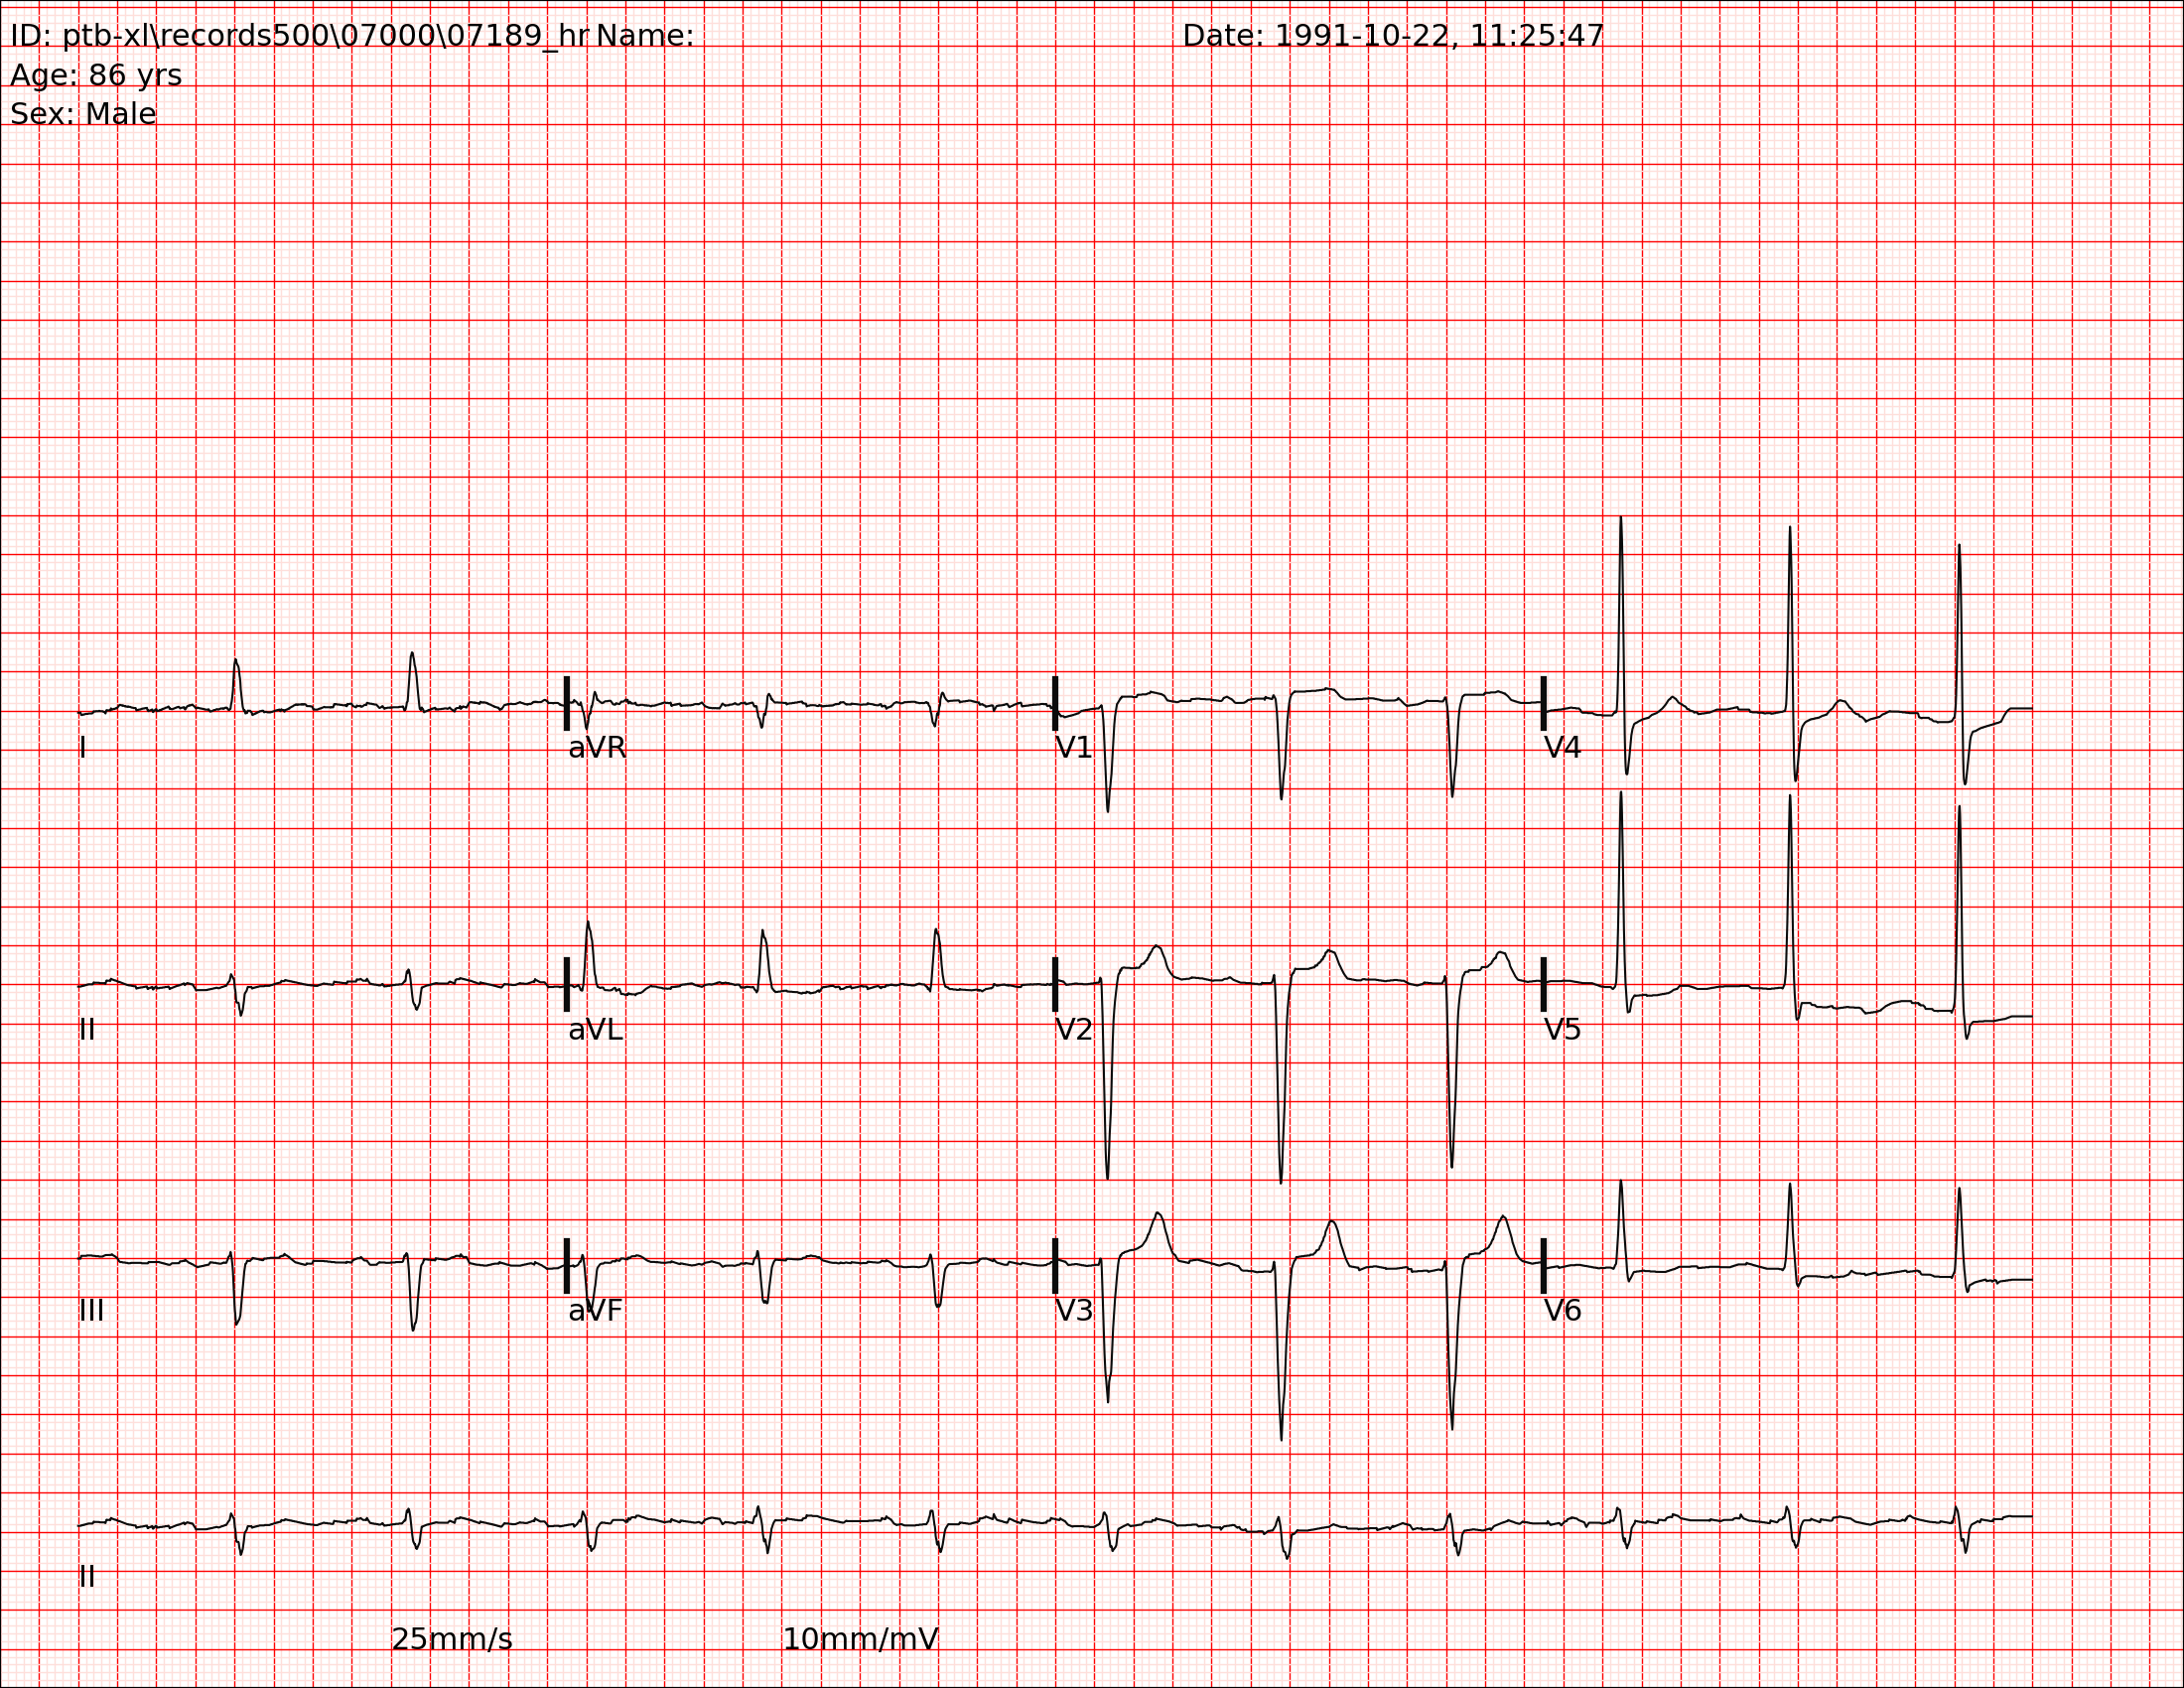 ID: ptb-xl\records500\07000\07189_hr Name: Date: 1991-10-22, 11:25:47
Age: 86 yrs
Sex: Male
I aVR V1 V4
II aVL V2 V5
III aVF V3 V6
II
25mm/s 10mm/mV